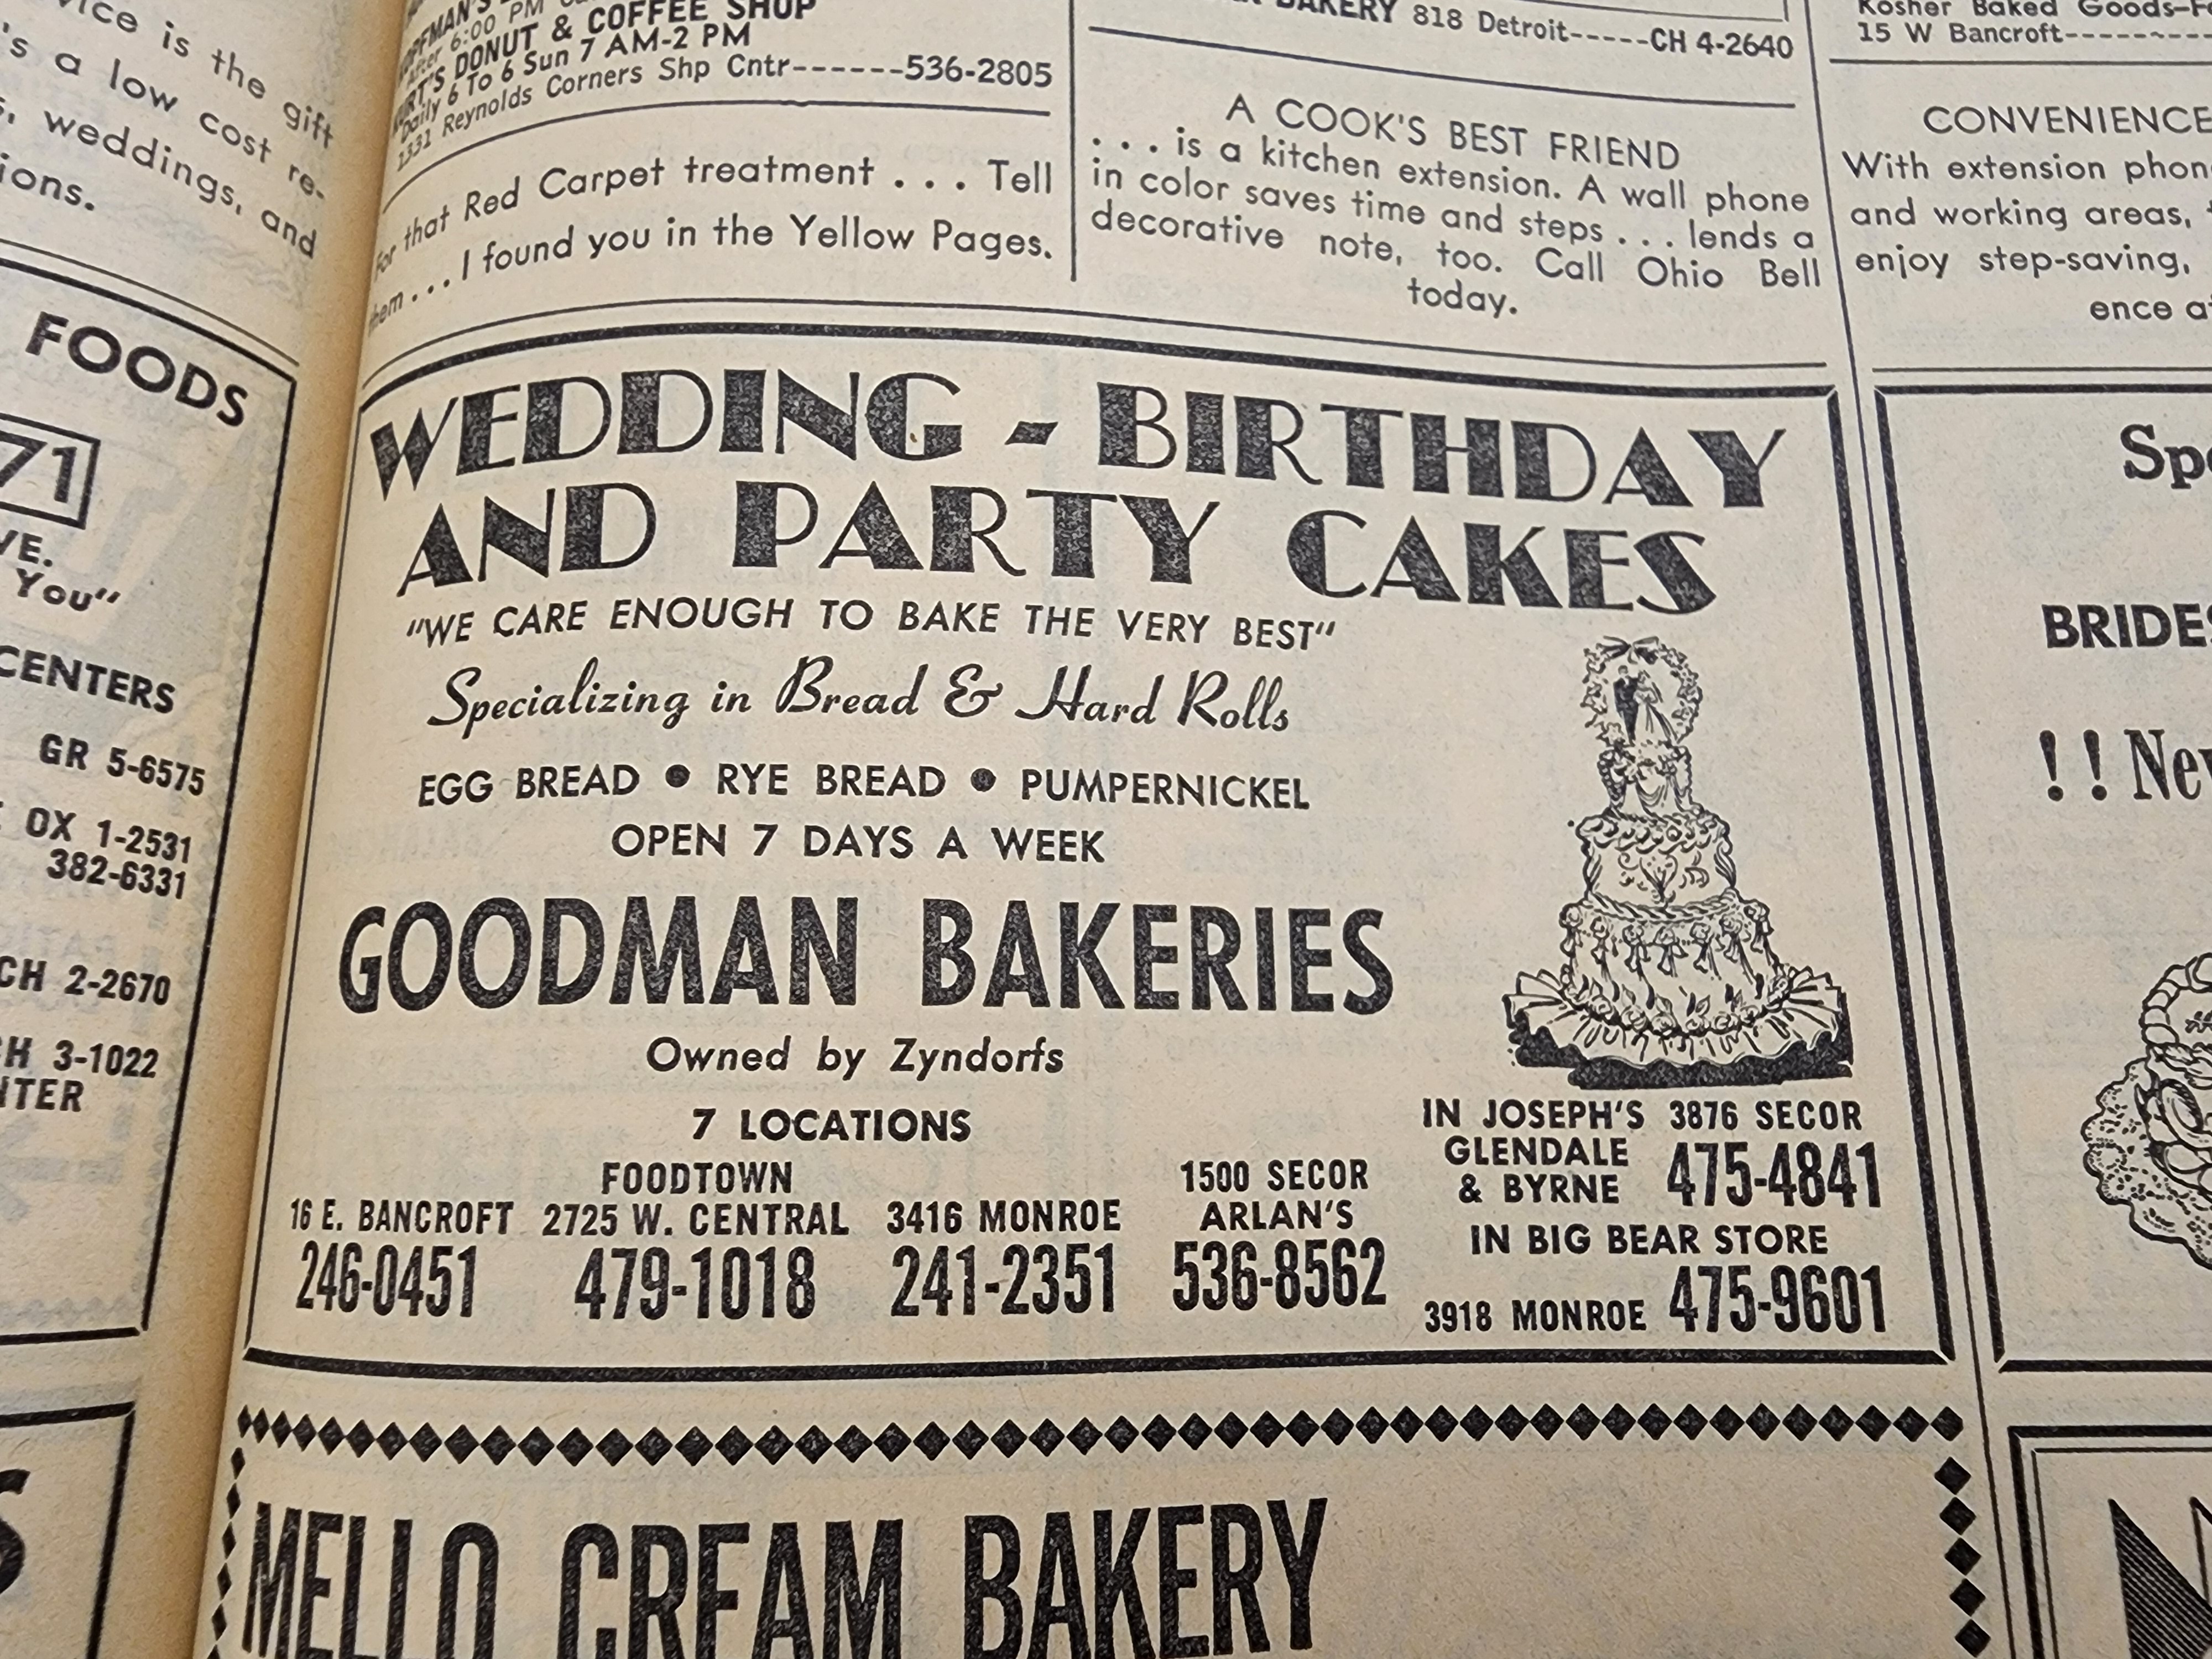 vice is the gift
's a low cost re-
s, weddings, and
ions.
FOODS
71
VE.
You"
CENTERS
GR 5-6575
OX 1-2531
382-6331
CH 2-2670
CH 3-1022
NTER
S
After 6:00 PM
KURT'S DONUT & COFFEE SHOP
Daily 6 To 6 Sun 7 AM-2 PM
1331 Reynolds Corners Shp Cntr------536-2805
For that Red Carpet treatment . . . Tell
them . . . I found you in the Yellow Pages.
BAKERY 818 Detroit-----CH 4-2640
A COOK'S BEST FRIEND
. . . is a kitchen extension. A wall phone
in color saves time and steps . . . lends a
decorative note, too. Call Ohio Bell
today.
Kosher Baked Goods-F
15 W Bancroft--------
CONVENIENCE
With extension phon
and working areas,
enjoy step-saving,
ence a
WEDDING - BIRTHDAY
AND PARTY CAKES
"WE CARE ENOUGH TO BAKE THE VERY BEST"
Specializing in Bread & Hard Rolls
EGG BREAD ● RYE BREAD ● PUMPERNICKEL
OPEN 7 DAYS A WEEK
GOODMAN BAKERIES
Owned by Zyndorfs
7 LOCATIONS
16 E. BANCROFT
246-0451
FOODTOWN
2725 W. CENTRAL
479-1018
3416 MONROE
241-2351
1500 SECOR
ARLAN'S
536-8562
IN JOSEPH'S 3876 SECOR
GLENDALE
& BYRNE 475-4841
IN BIG BEAR STORE
3918 MONROE 475-9601
Sp
BRIDES
!! Ne
MELLO CREAM BAKERY